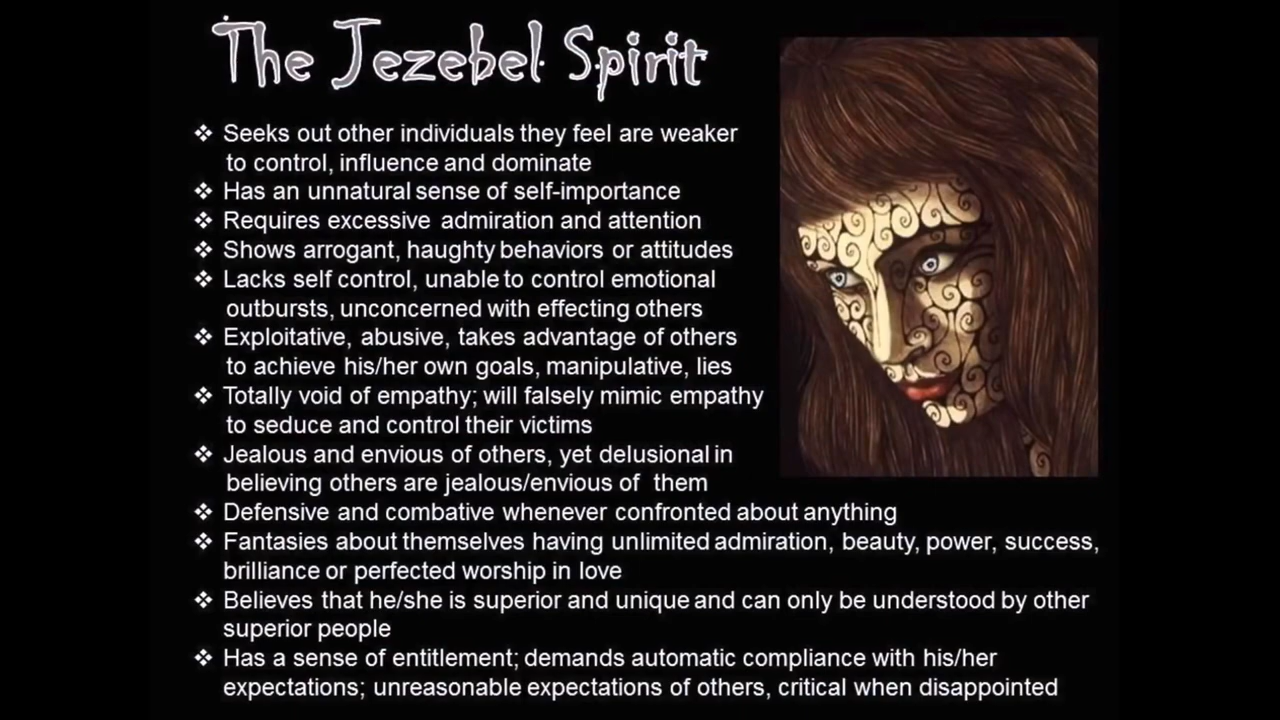 The Jezebel Spirit
❖ Seeks out other individuals they feel are weaker
to control, influence and dominate
❖ Has an unnatural sense of self-importance
❖ Requires excessive admiration and attention
❖ Shows arrogant, haughty behaviors or attitudes
❖ Lacks self control, unable to control emotional
outbursts, unconcerned with effecting others
❖ Exploitative, abusive, takes advantage of others
to achieve his/her own goals, manipulative, lies
❖ Totally void of empathy; will falsely mimic empathy
to seduce and control their victims
❖ Jealous and envious of others, yet delusional in
believing others are jealous/envious of them
❖ Defensive and combative whenever confronted about anything
❖ Fantasies about themselves having unlimited admiration, beauty, power, success,
brilliance or perfected worship in love
❖ Believes that he/she is superior and unique and can only be understood by other
superior people
❖ Has a sense of entitlement; demands automatic compliance with his/her
expectations; unreasonable expectations of others, critical when disappointed